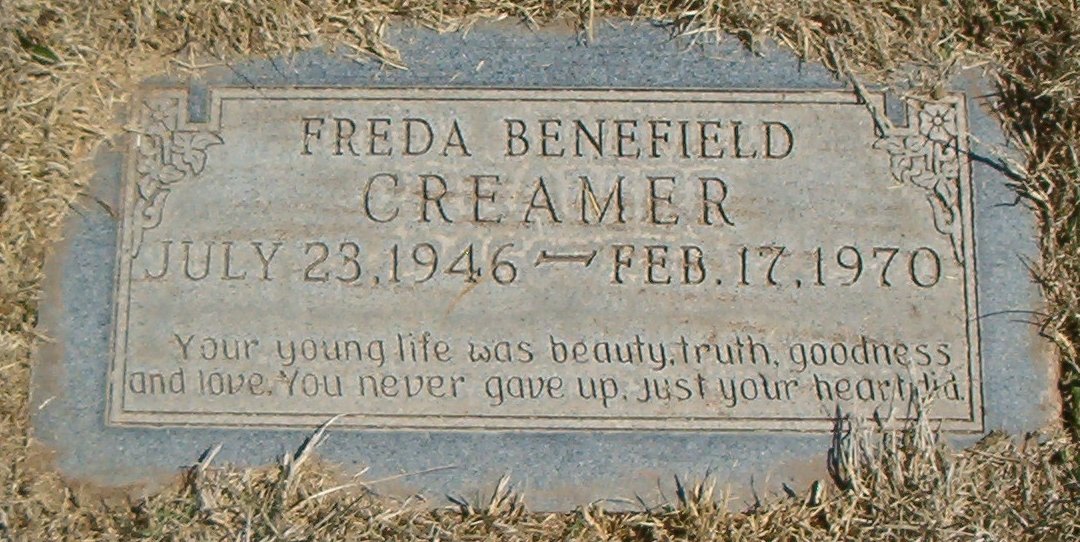 FREDA BENEFIELD
CREAMER
JULY 23, 1946 — FEB. 17, 1970
Your young life was beauty, truth, goodness
and love. You never gave up, just your heart did.